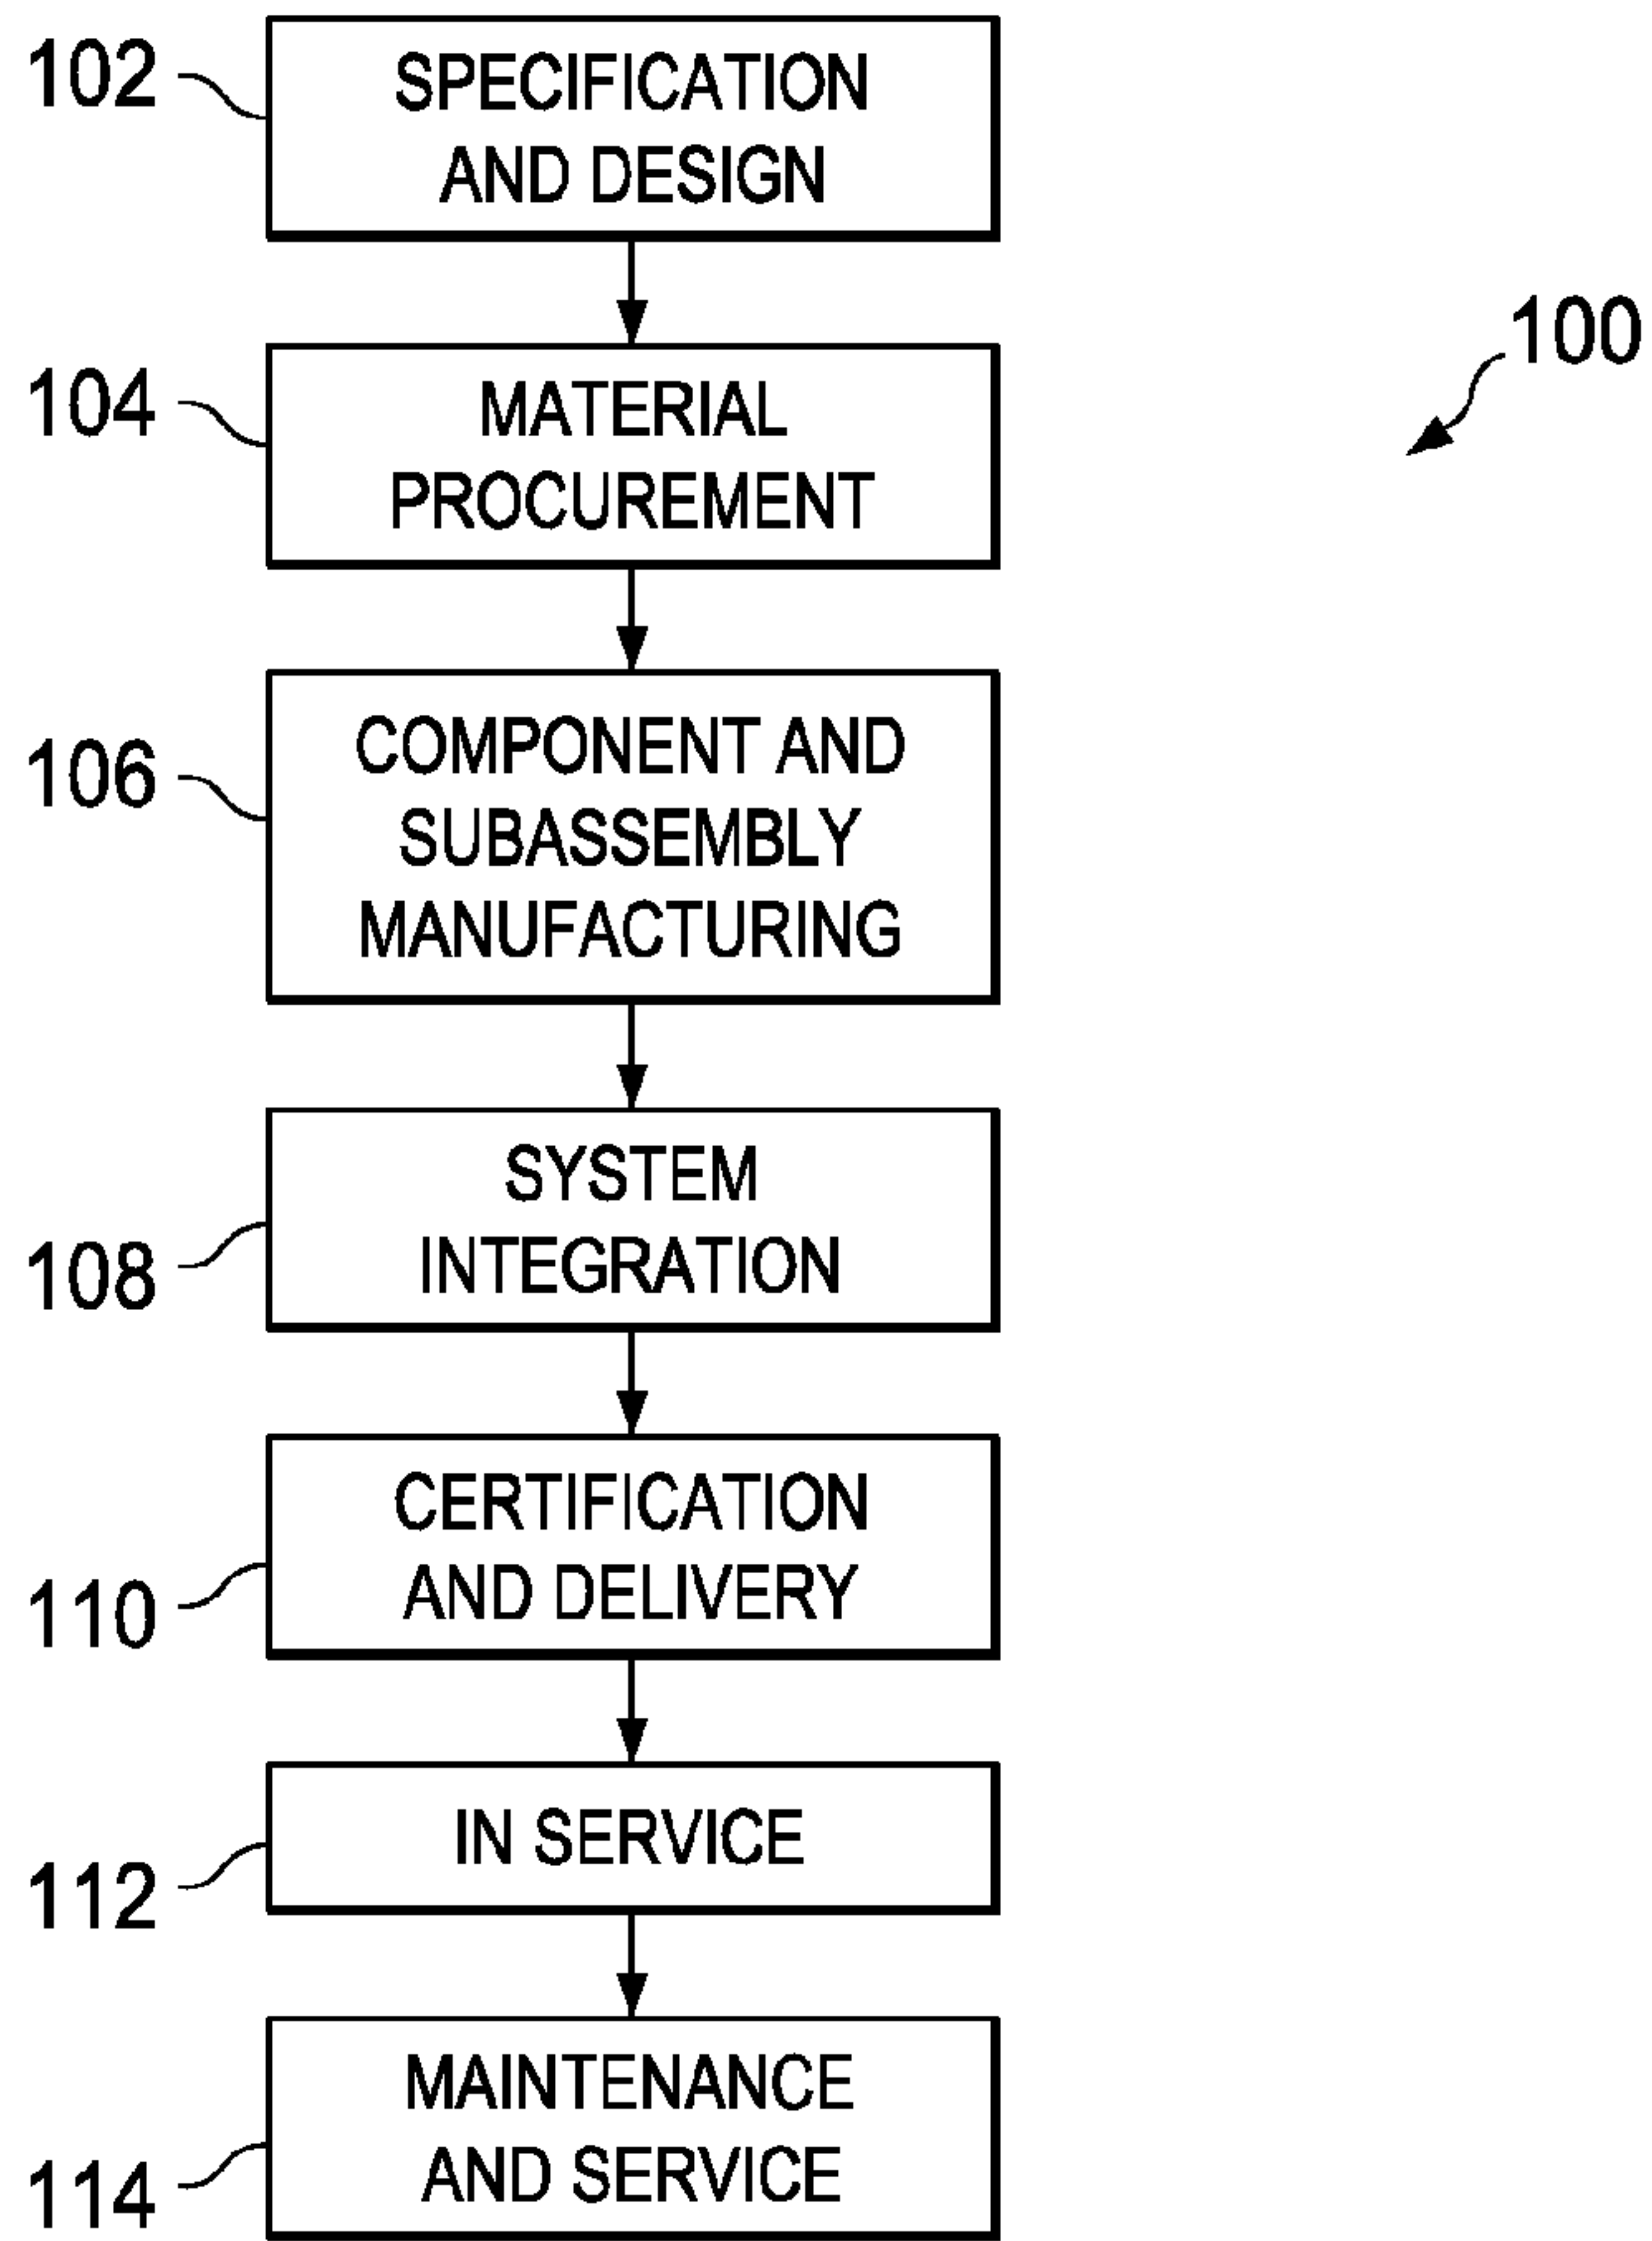 102
SPECIFICATION
AND DESIGN
100
104
MATERIAL
PROCUREMENT
106
COMPONENT AND
SUBASSEMBLY
MANUFACTURING
108
SYSTEM
INTEGRATION
110
CERTIFICATION
AND DELIVERY
112
IN SERVICE
114
MAINTENANCE
AND SERVICE